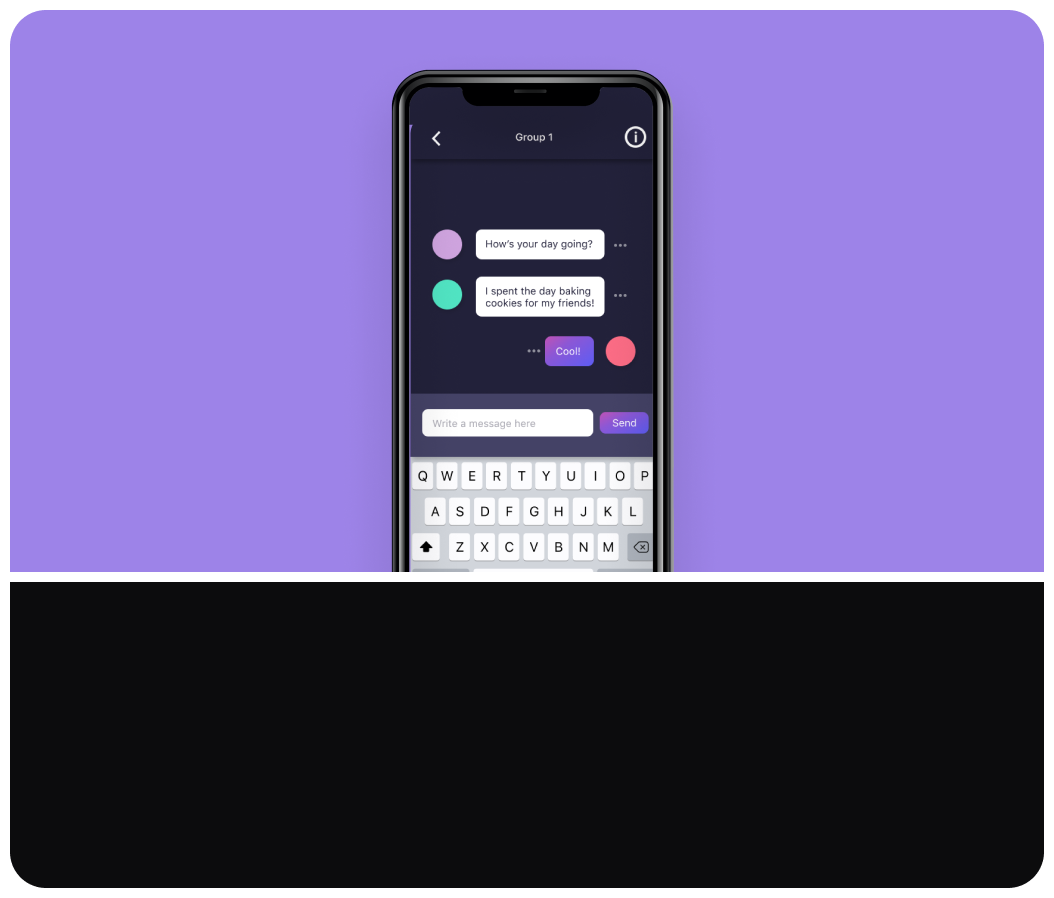 Group 1
How's your day going?
I spent the day baking
cookies for my friends!
Cool!
Write a message here
Send
Q W E R T Y U I O P
A S D F G H J K L
Z X C V B N M